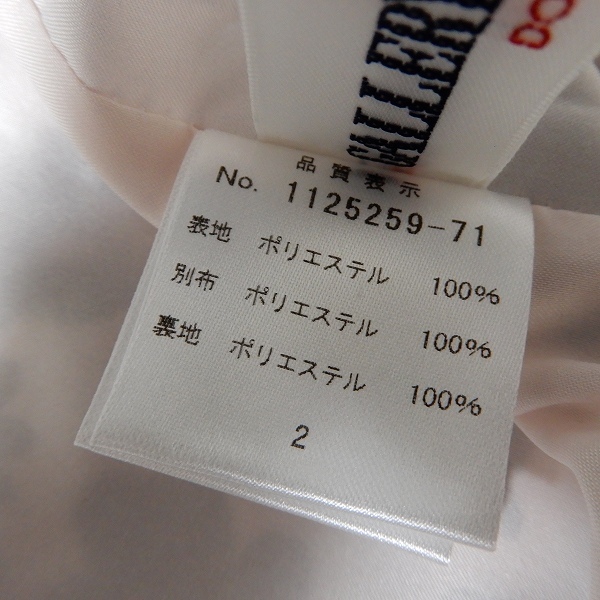 品質表示
No. 1125259-71
表地 ポリエステル 100%
別布 ポリエステル 100%
裏地 ポリエステル 100%
2